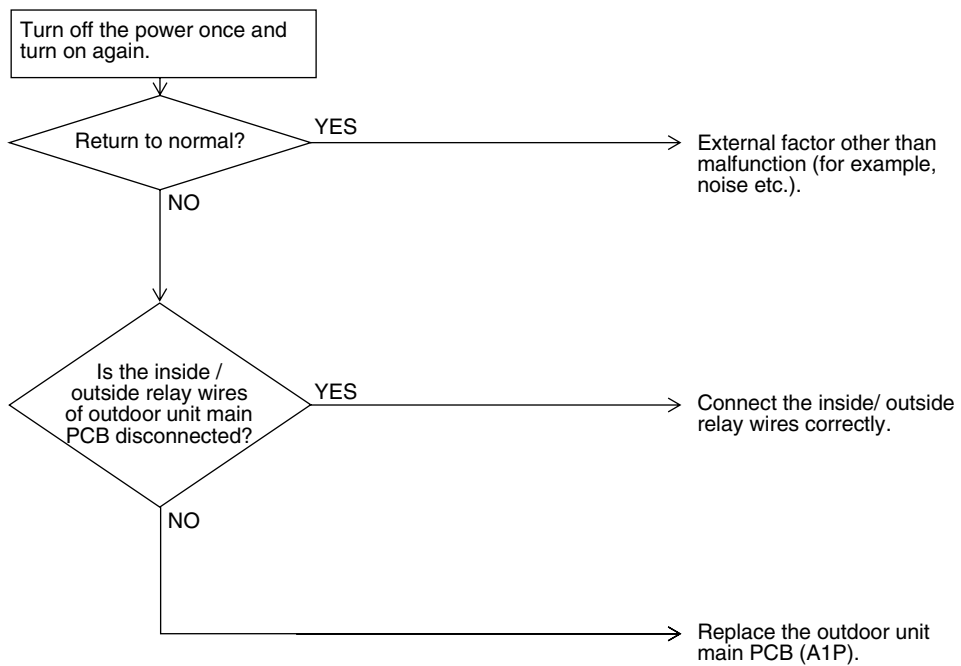 Turn off the power once and
turn on again.
Return to normal?
YES
External factor other than
malfunction (for example,
noise etc.).
NO
Is the inside /
outside relay wires
of outdoor unit main
PCB disconnected?
YES
Connect the inside/ outside
relay wires correctly.
NO
Replace the outdoor unit
main PCB (A1P).